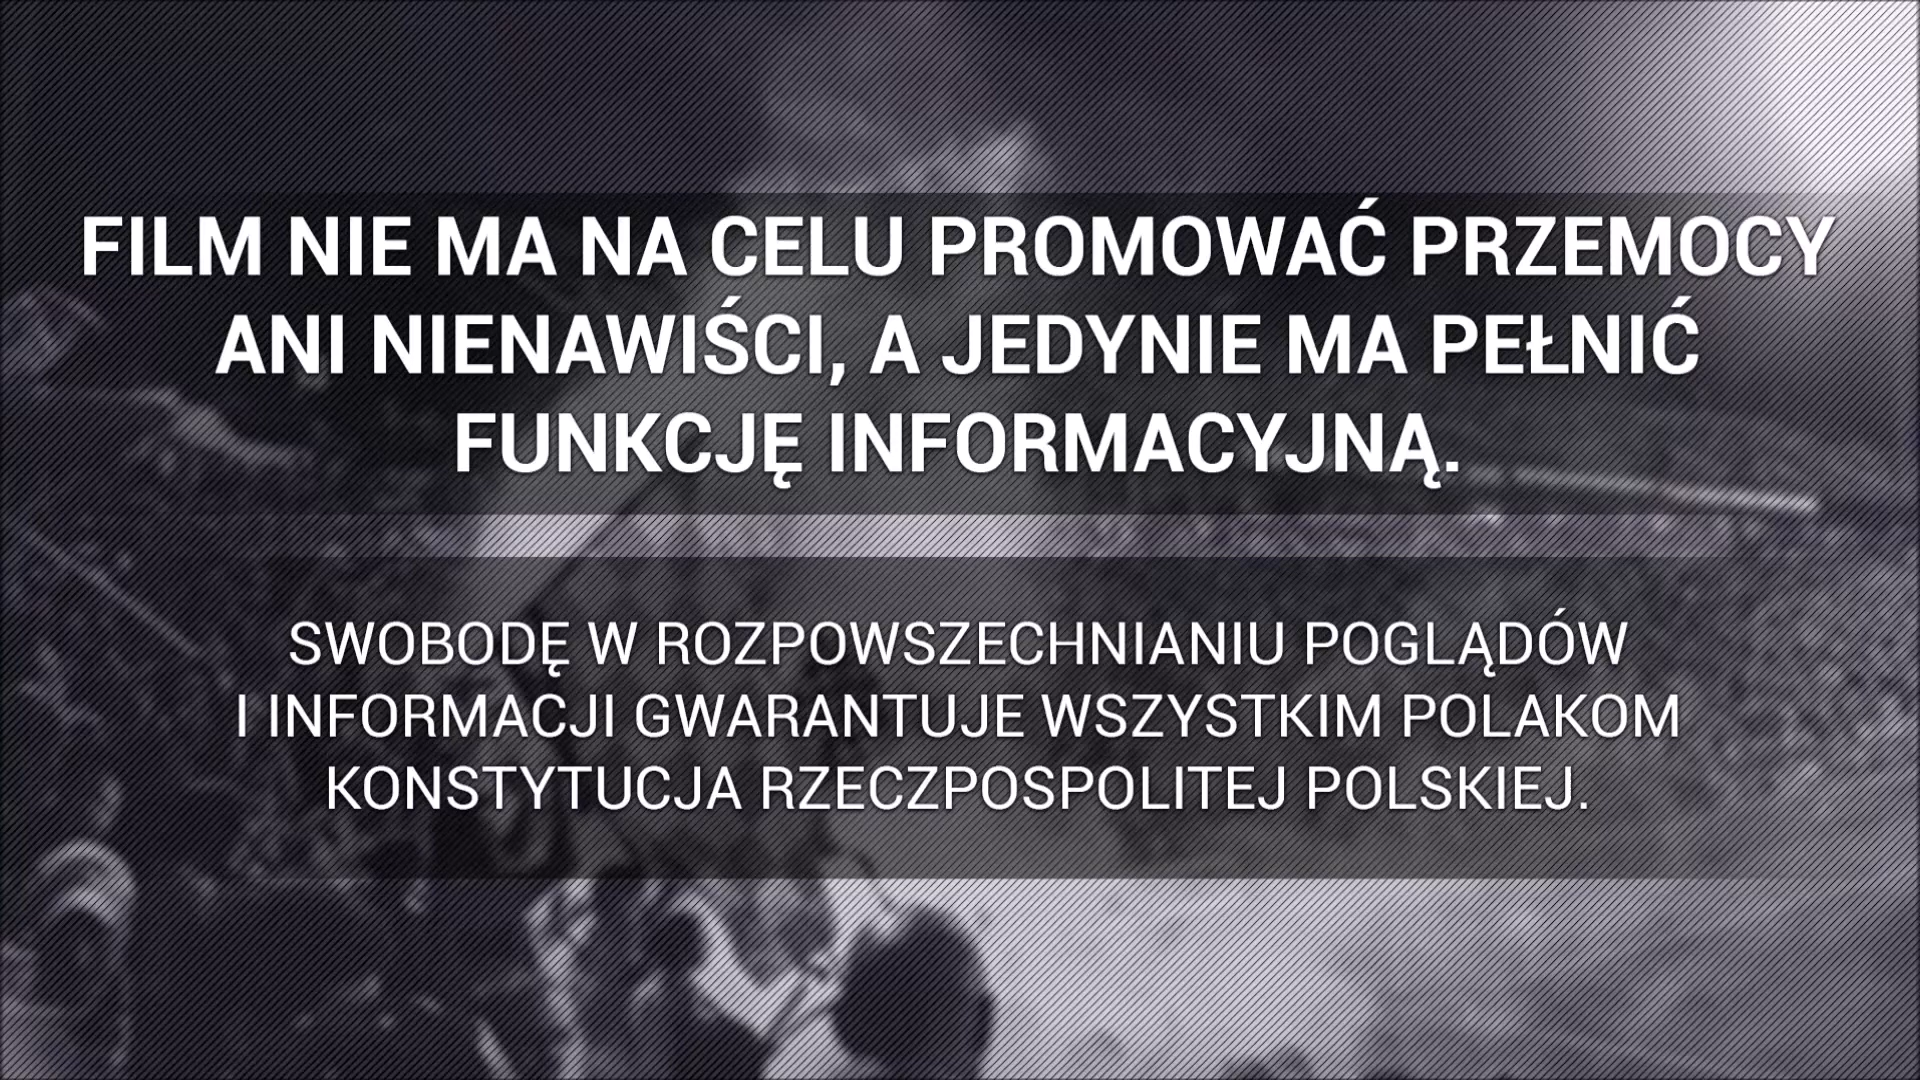 FILM NIE MA NA CELU PROMOWAĆ PRZEMOCY
ANI NIENAWIŚCI, A JEDYNIE MA PEŁNIĆ
FUNKCJĘ INFORMACYJNĄ.
SWOBODĘ W ROZPOWSZECHNIANIU POGLĄDÓW
I INFORMACJI GWARANTUJE WSZYSTKIM POLAKOM
KONSTYTUCJA RZECZPOSPOLITEJ POLSKIEJ.